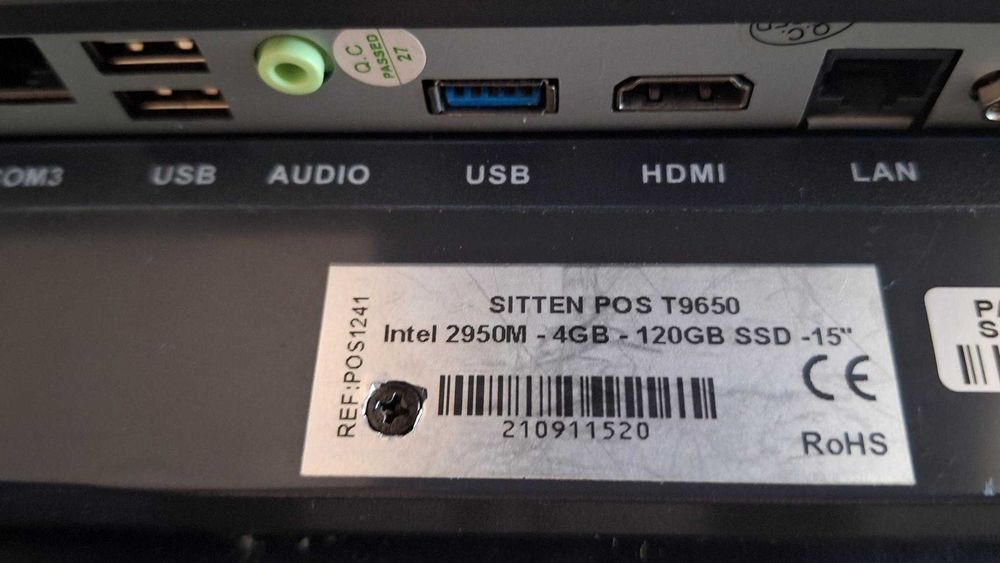 Q.C
PASSED
27
COM3
USB
AUDIO
USB
HDMI
LAN
SITTEN POS T9650
Intel 2950M - 4GB - 120GB SSD -15"
REF:POS1241
CE
210911520
RoHS